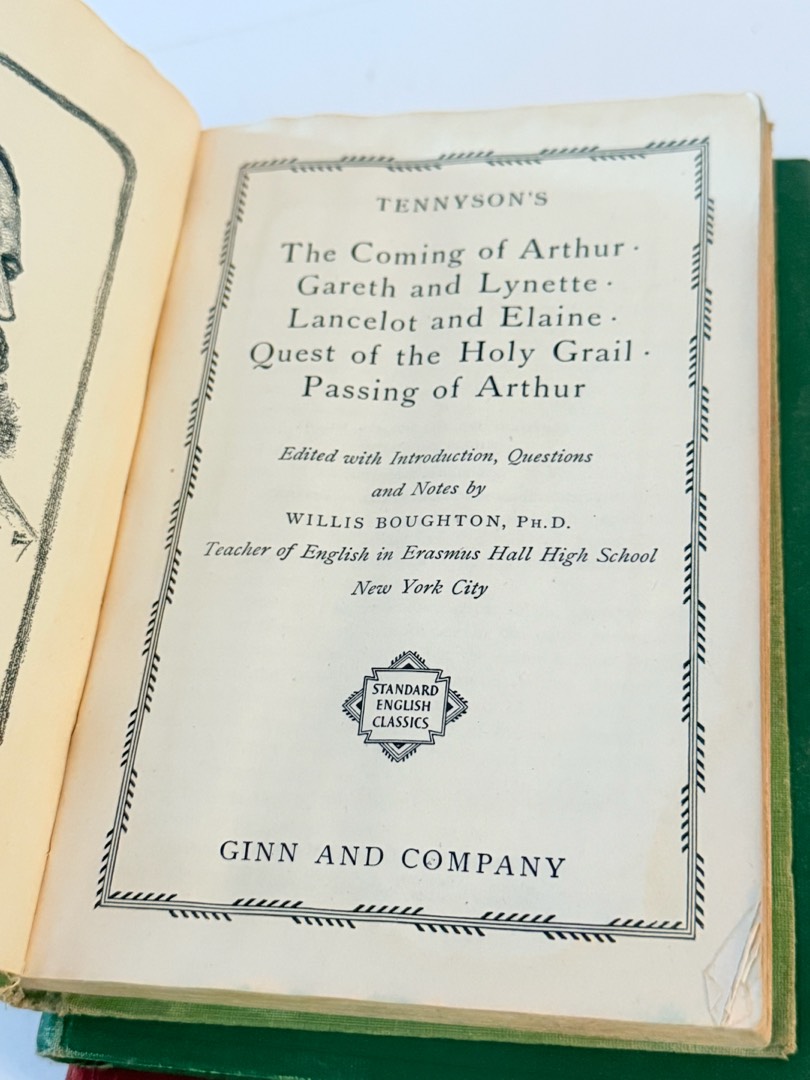 TENNYSON'S
The Coming of Arthur ·
Gareth and Lynette ·
Lancelot and Elaine ·
Quest of the Holy Grail ·
Passing of Arthur
Edited with Introduction, Questions
and Notes by
WILLIS BOUGHTON, PH.D.
Teacher of English in Erasmus Hall High School
New York City
STANDARD
ENGLISH
CLASSICS
GINN AND COMPANY